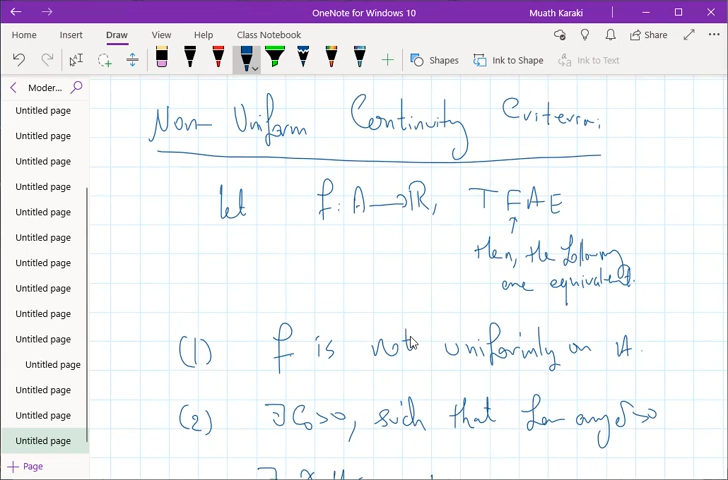 OneNote for Windows 10
Muath Karaki
Home Insert Draw View Help Class Notebook
Share
Shapes Ink to Shape Ink to Text
Moder...
Untitled page
Untitled page
Untitled page
Untitled page
Untitled page
Untitled page
Untitled page
Untitled page
Untitled page
Untitled page
Untitled page
Untitled page
Untitled page
Untitled page
+ Page
Non-Uniform Continuity Criterion:
let f: A → ℝ, TFAE
then, the following
are equivalent.
(1) f is not uniformly on A.
(2) ∃ ε₀>0, such that for any δ>0
∃